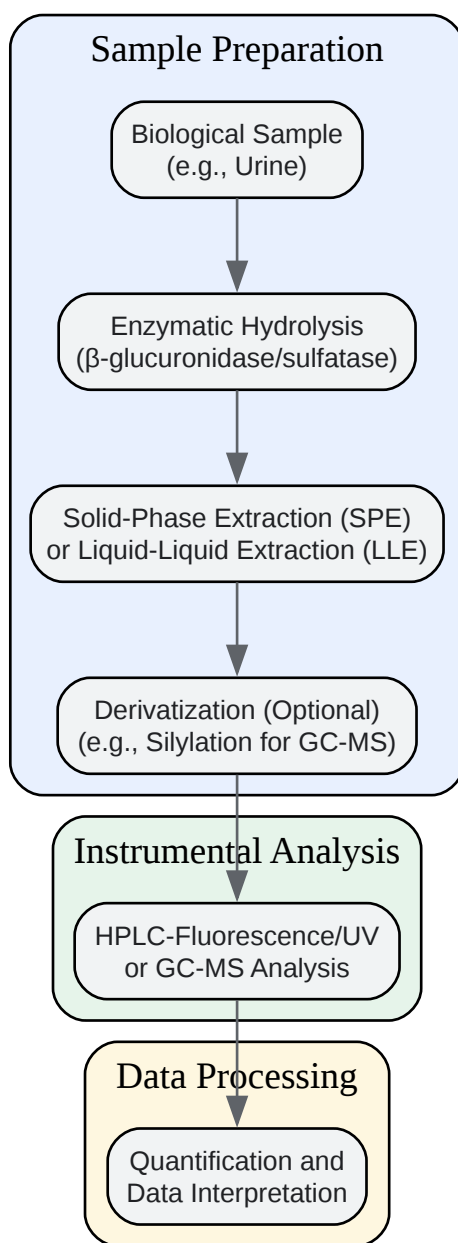 Sample Preparation
Biological Sample
(e.g., Urine)
Enzymatic Hydrolysis
(β-glucuronidase/sulfatase)
Solid-Phase Extraction (SPE)
or Liquid-Liquid Extraction (LLE)
Derivatization (Optional)
(e.g., Silylation for GC-MS)
Instrumental Analysis
HPLC-Fluorescence/UV
or GC-MS Analysis
Data Processing
Quantification and
Data Interpretation